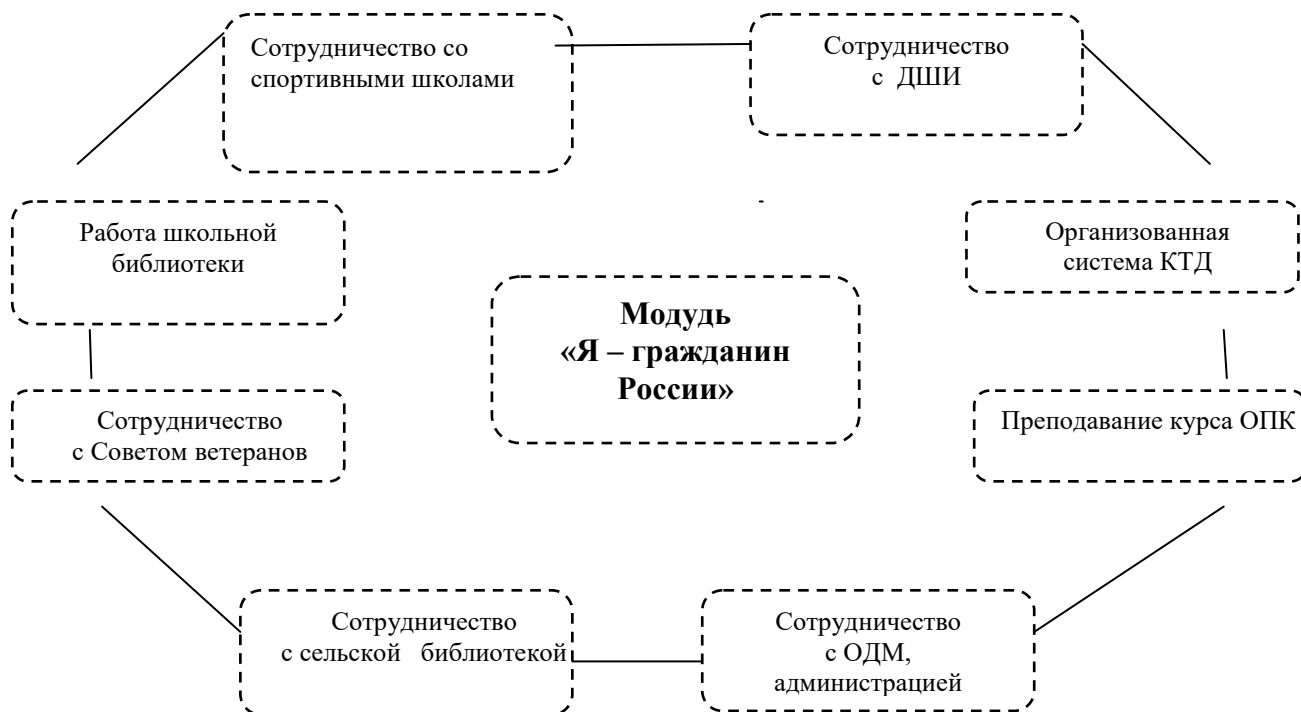 Сотрудничество со
спортивными школами
Сотрудничество
с ДШИ
Работа школьной
библиотеки
Организованная
система КТД
Модудь
«Я – гражданин
России»
Сотрудничество
с Советом ветеранов
Преподавание курса ОПК
Сотрудничество
с сельской библиотекой
Сотрудничество
с ОДМ,
администрацией